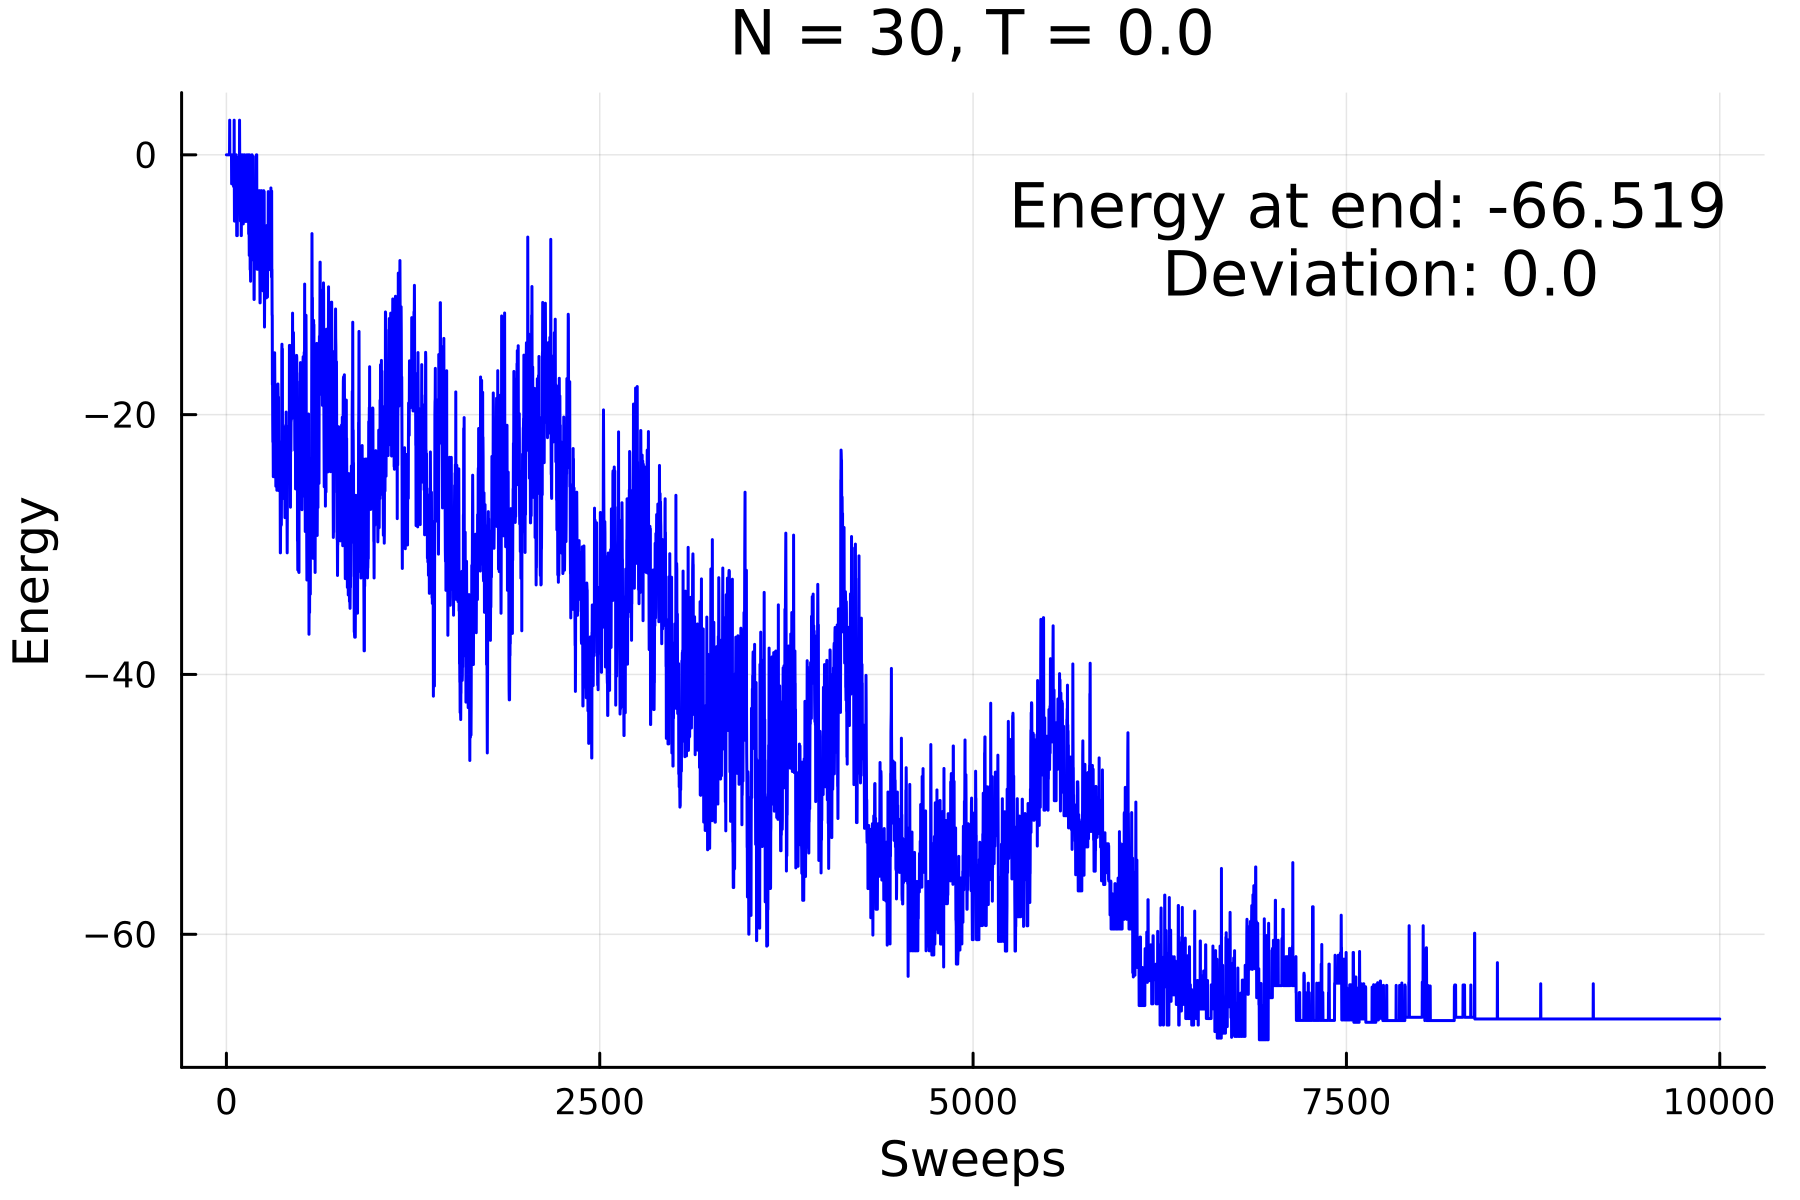 N = 30, T = 0.0
Energy at end: -66.519
Deviation: 0.0
Energy
0
−20
−40
−60
0 2500 5000 7500 10000
Sweeps